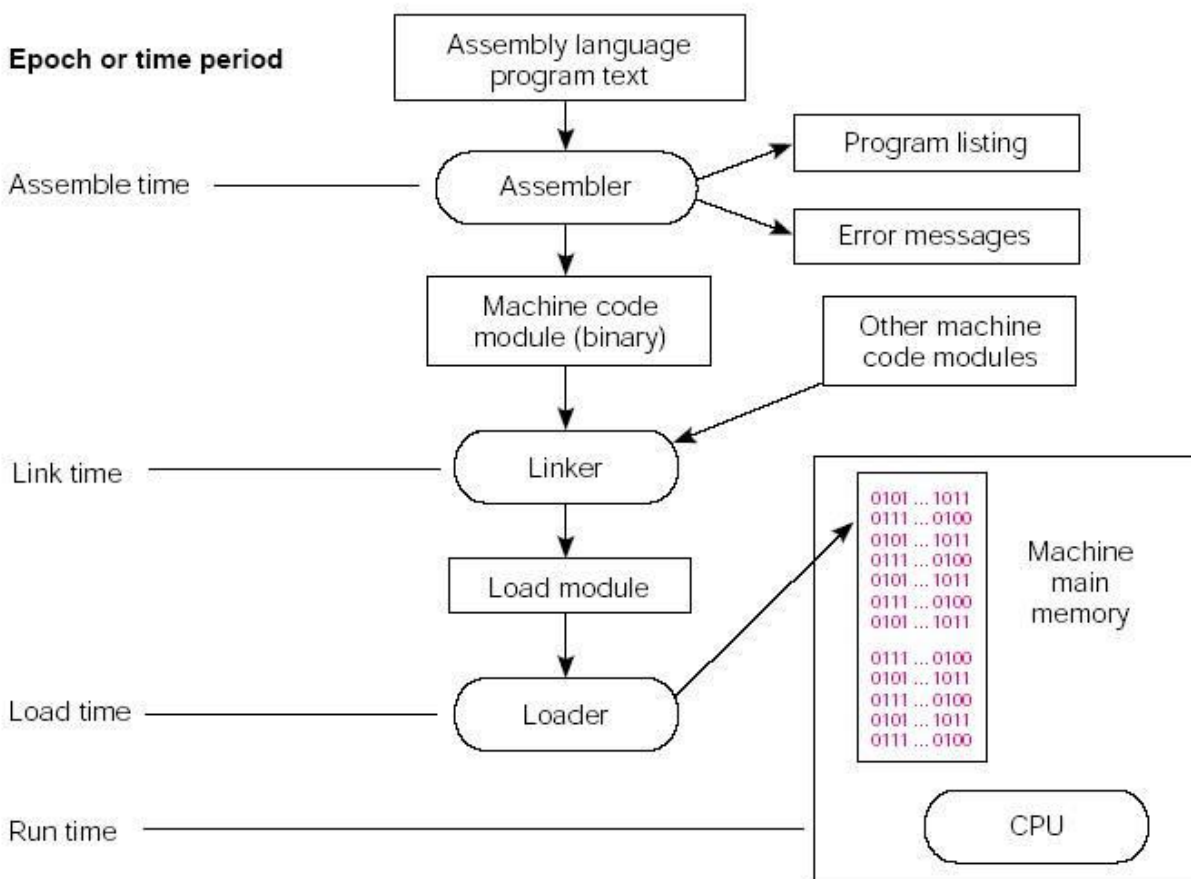 Epoch or time period
Assembly language
program text
Program listing
Assemble time
Assembler
Error messages
Machine code
module (binary)
Other machine
code modules
Link time
Linker
0101 ... 1011
0111 ... 0100
0101 ... 1011
0111 ... 0100
0101 ... 1011
0111 ... 0100
0101 ... 1011
0111 ... 0100
0101 ... 1011
0111 ... 0100
0101 ... 1011
0111 ... 0100
Machine
main
memory
Load module
Load time
Loader
Run time
CPU